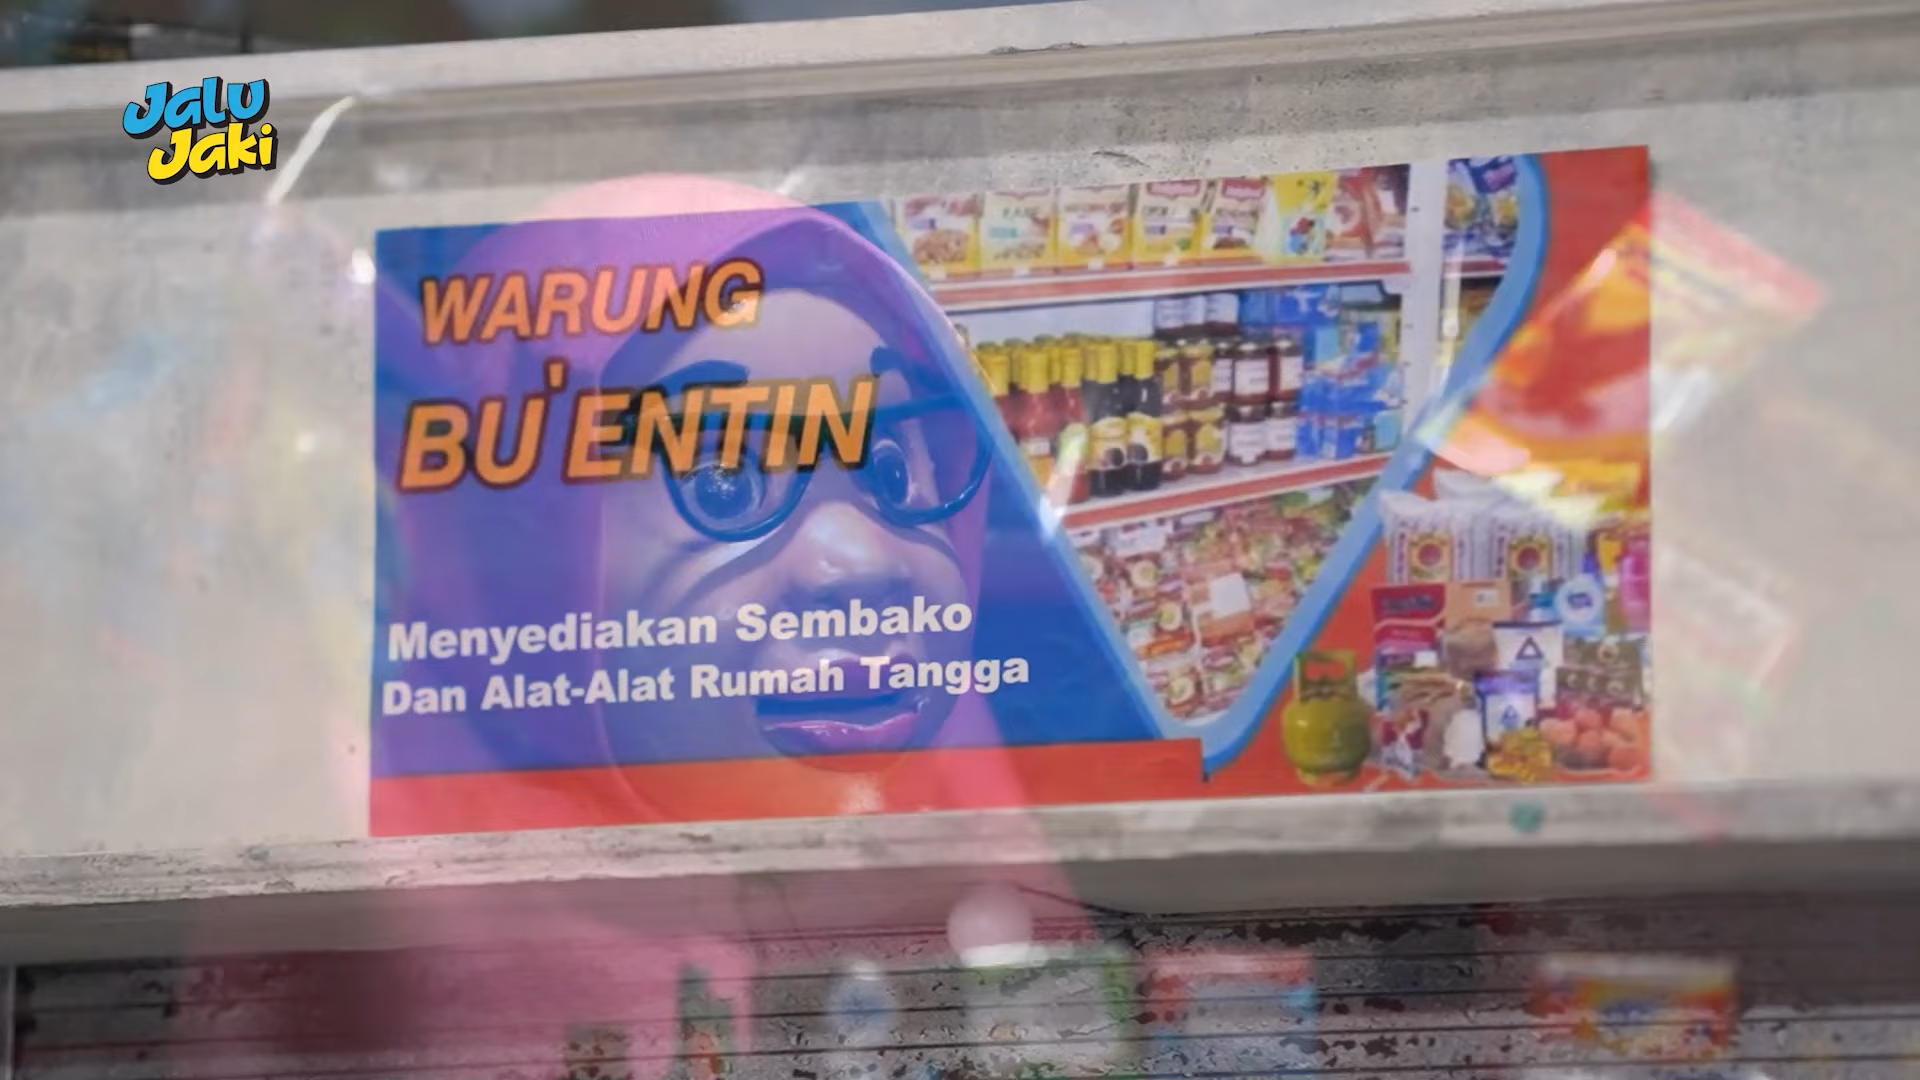 Jalu
Jaki
WARUNG
BU'ENTIN
Menyediakan Sembako
Dan Alat-Alat Rumah Tangga